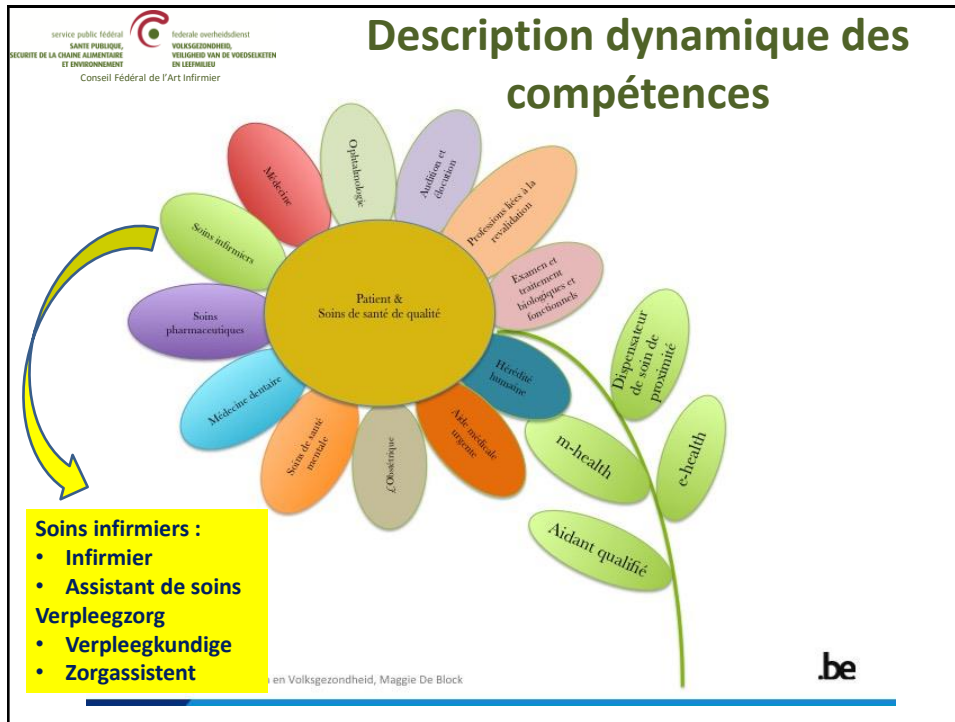 service public fédéral
SANTE PUBLIQUE,
SECURITE DE LA CHAINE ALIMENTAIRE
ET ENVIRONNEMENT
federale overheidsdienst
VOLKSGEZONDHEID,
VEILIGHEID VAN DE VOEDSELKETEN
EN LEEFMILIEU
Conseil Fédéral de l'Art Infirmier
Description dynamique des
compétences
Médecine
Ophtalmologie
Audition et
élocution
Professions liées à la
revalidation
Examen et
traitement
biologiques et
fonctionnels
Hérédité
humaine
Aide médicale
urgente
L'Obstétrique
Soins de santé
mentale
Médecine dentaire
Soins
pharmaceutiques
Soins infirmiers
Patient &
Soins de santé de qualité
Dispensateur
de soin de
proximité
m-health
e-health
Aidant qualifié
Soins infirmiers :
• Infirmier
• Assistant de soins
Verpleegzorg
• Verpleegkundige
• Zorgassistent
en Volksgezondheid, Maggie De Block
.be